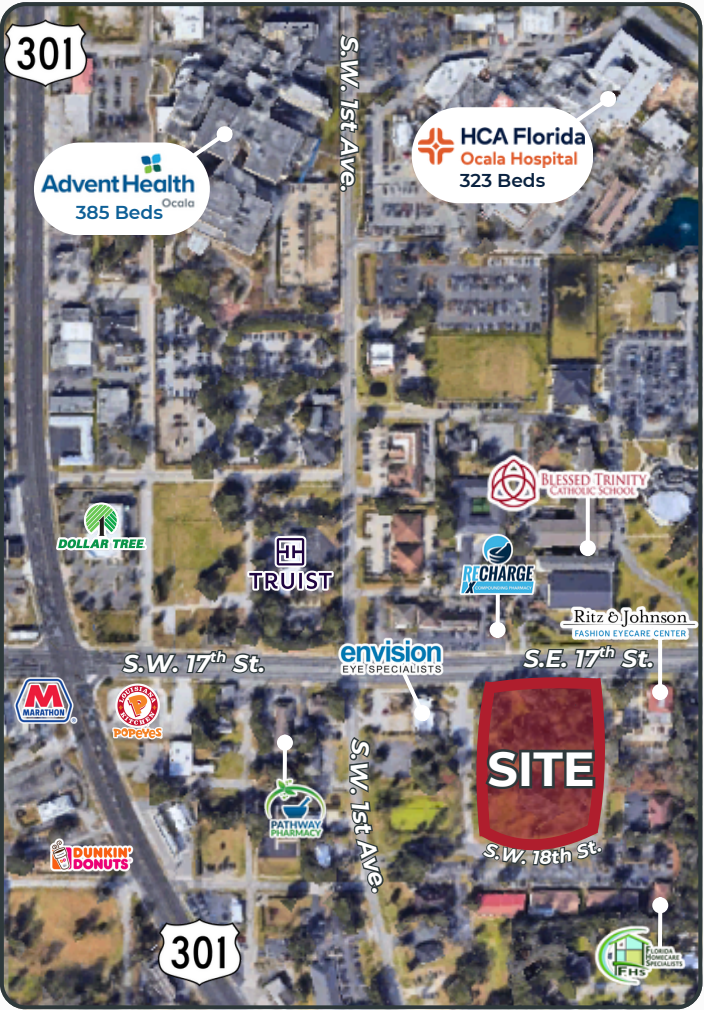 301
S.W. 1st Ave.
HCA Florida
Ocala Hospital
323 Beds
AdventHealth
Ocala
385 Beds
BLESSED TRINITY
CATHOLIC SCHOOL
DOLLAR TREE
TRUIST
RECHARGE
RX
COMPOUNDING PHARMACY
Ritz & Johnson
FASHION EYECARE CENTER
envision
EYE SPECIALISTS
S.W. 17th St.
S.E. 17th St.
M
MARATHON
LOUISIANA
KITCHEN
POPEYES
SITE
S.W. 1st Ave.
PATHWAY
PHARMACY
DUNKIN'
DONUTS
S.W. 18th St.
301
FLORIDA
HOMECARE
SPECIALISTS
FHS